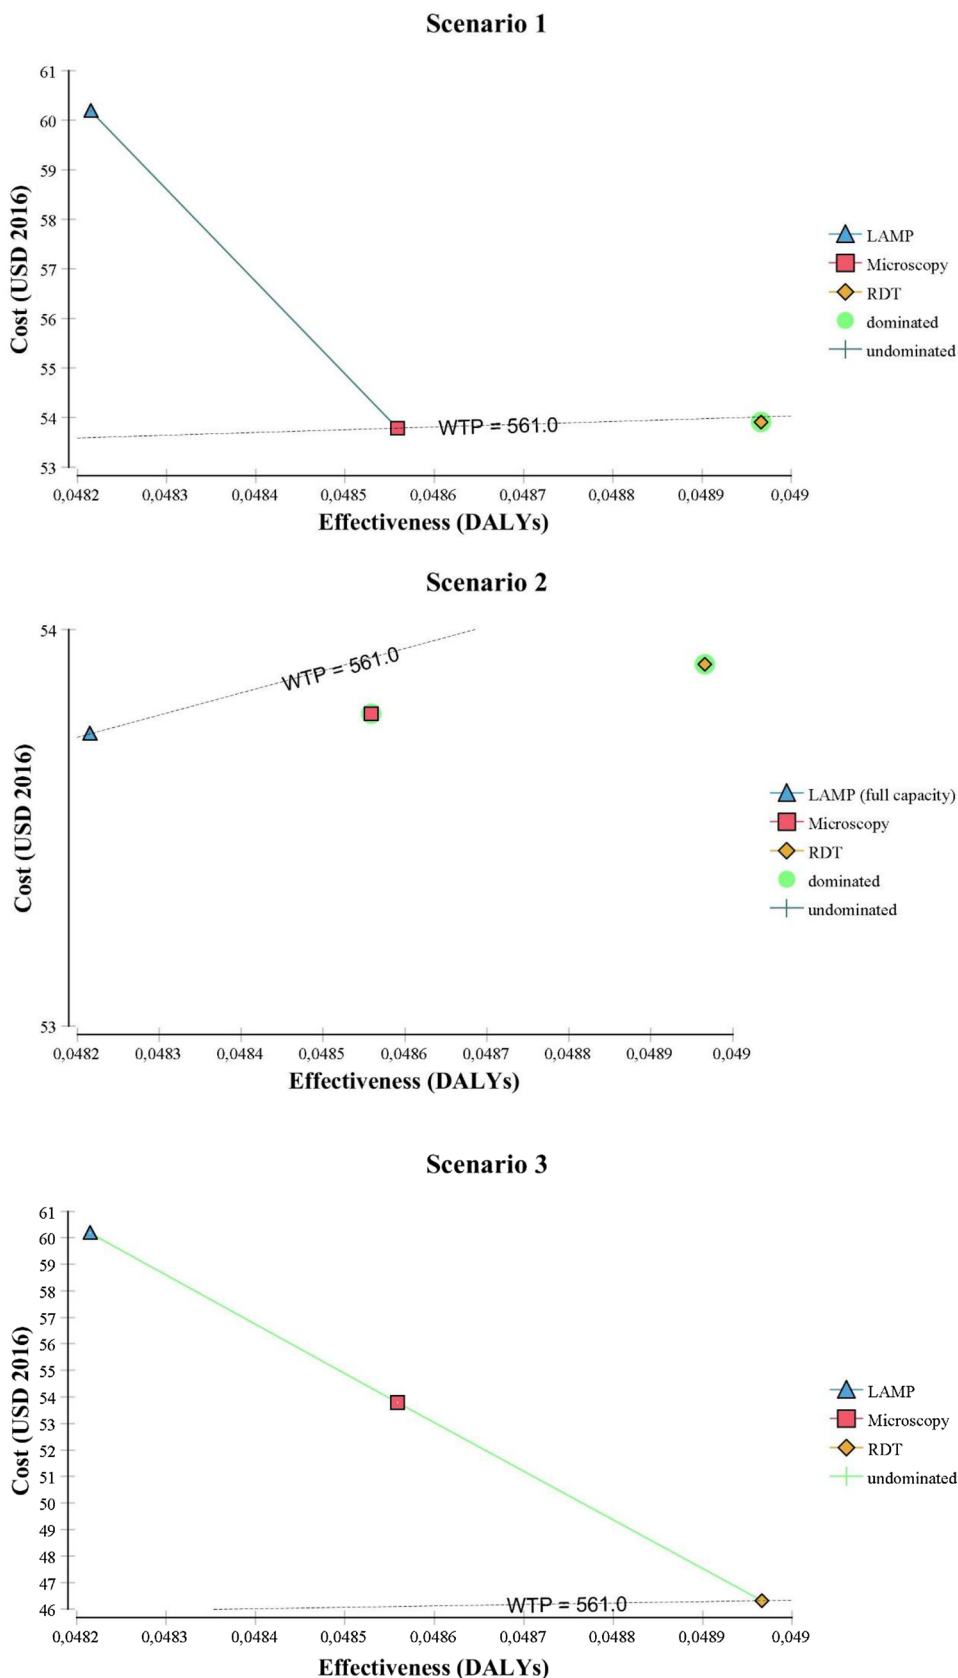 Scenario 1
61
60
59
58
57
56
55
54
53
Cost (USD 2016)
WTP = 561.0
0,0482 0,0483 0,0484 0,0485 0,0486 0,0487 0,0488 0,0489 0,049
Effectiveness (DALYs)
LAMP
Microscopy
RDT
dominated
undominated
Scenario 2
54
53
Cost (USD 2016)
WTP = 561.0
0,0482 0,0483 0,0484 0,0485 0,0486 0,0487 0,0488 0,0489 0,049
Effectiveness (DALYs)
LAMP (full capacity)
Microscopy
RDT
dominated
undominated
Scenario 3
61
60
59
58
57
56
55
54
53
52
51
50
49
48
47
46
Cost (USD 2016)
WTP = 561.0
0,0482 0,0483 0,0484 0,0485 0,0486 0,0487 0,0488 0,0489 0,049
Effectiveness (DALYs)
LAMP
Microscopy
RDT
undominated